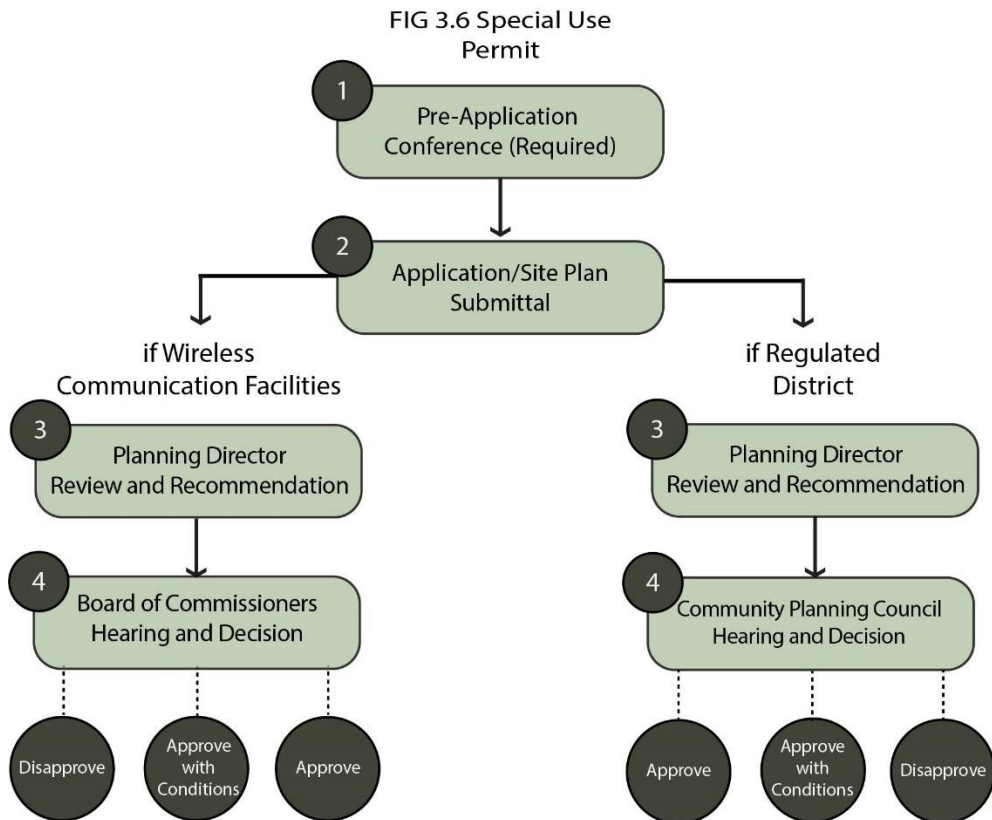 FIG 3.6 Special Use
Permit
1
Pre-Application
Conference (Required)
2
Application/Site Plan
Submittal
if Wireless
Communication Facilities
3
Planning Director
Review and Recommendation
4
Board of Commissioners
Hearing and Decision
Disapprove
Approve
with
Conditions
Approve
if Regulated
District
3
Planning Director
Review and Recommendation
4
Community Planning Council
Hearing and Decision
Approve
Approve
with
Conditions
Disapprove